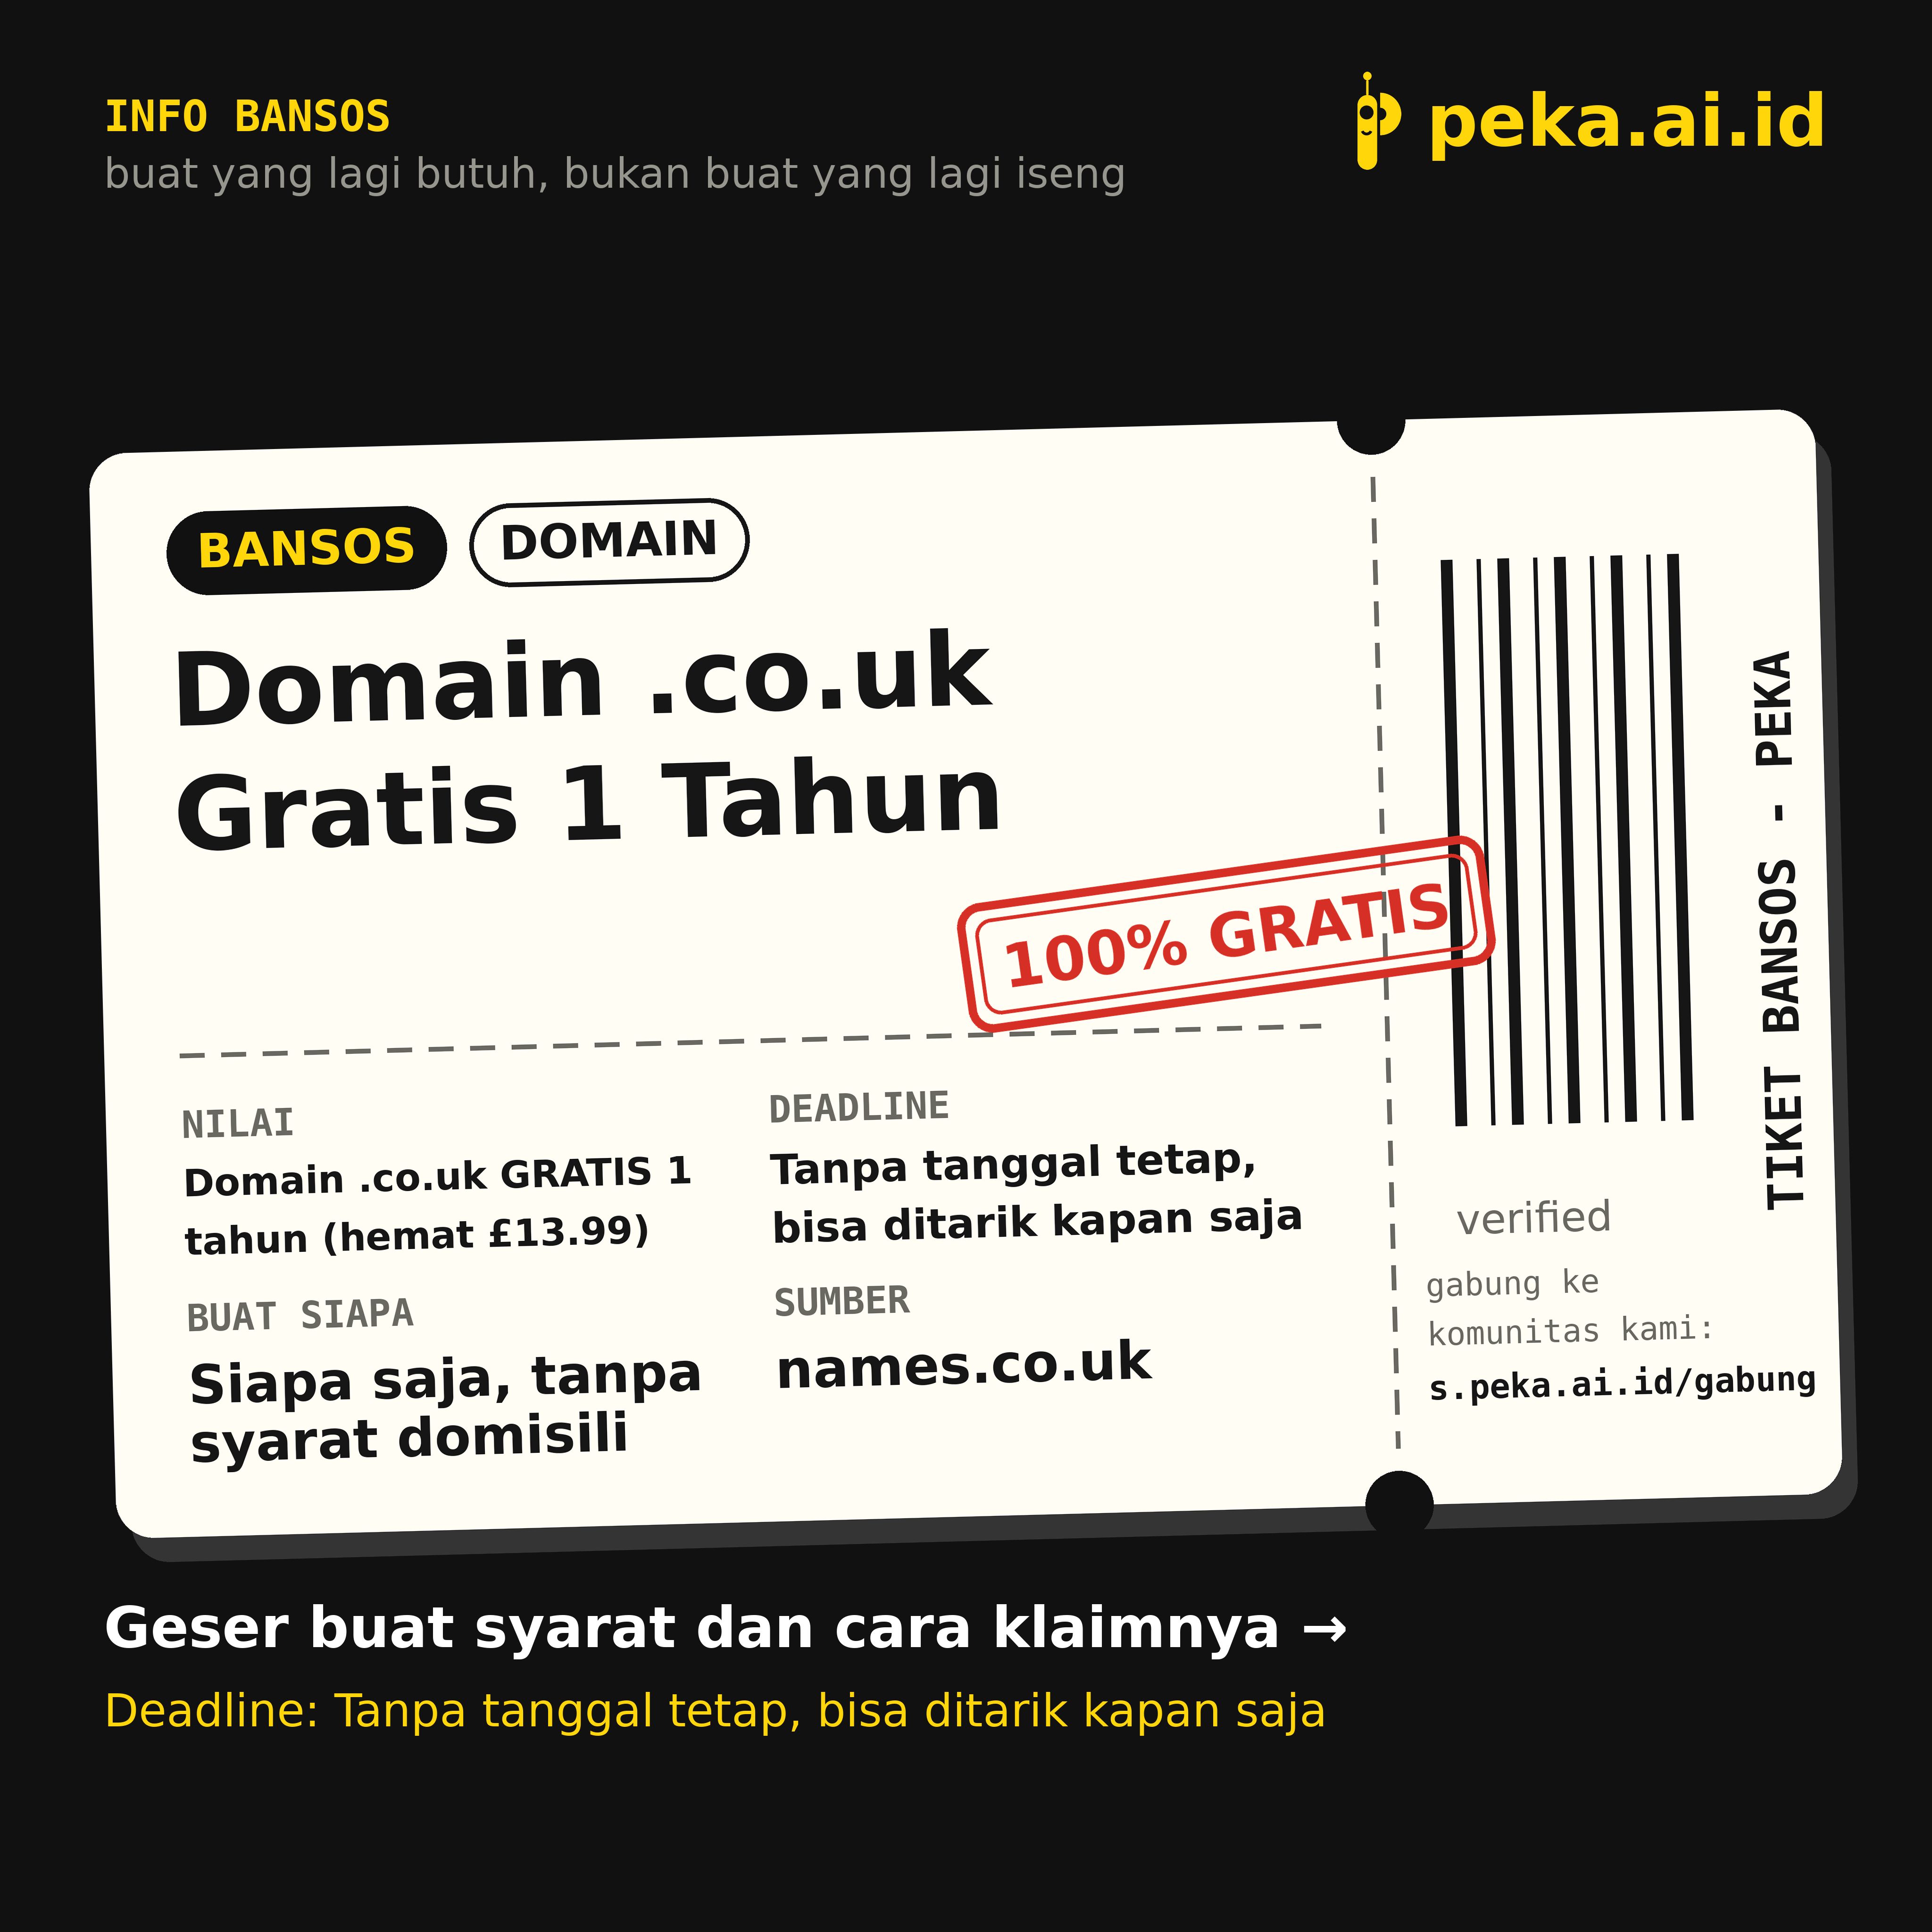 INFO BANSOS
buat yang lagi butuh, bukan buat yang lagi iseng
peka.ai.id
BANSOS
DOMAIN
Domain .co.uk
Gratis 1 Tahun
100% GRATIS
NILAI
Domain .co.uk GRATIS 1
tahun (hemat £13.99)
DEADLINE
Tanpa tanggal tetap,
bisa ditarik kapan saja
BUAT SIAPA
Siapa saja, tanpa
syarat domisili
SUMBER
names.co.uk
TIKET BANSOS - PEKA
verified
gabung ke
komunitas kami:
s.peka.ai.id/gabung
Geser buat syarat dan cara klaimnya →
Deadline: Tanpa tanggal tetap, bisa ditarik kapan saja